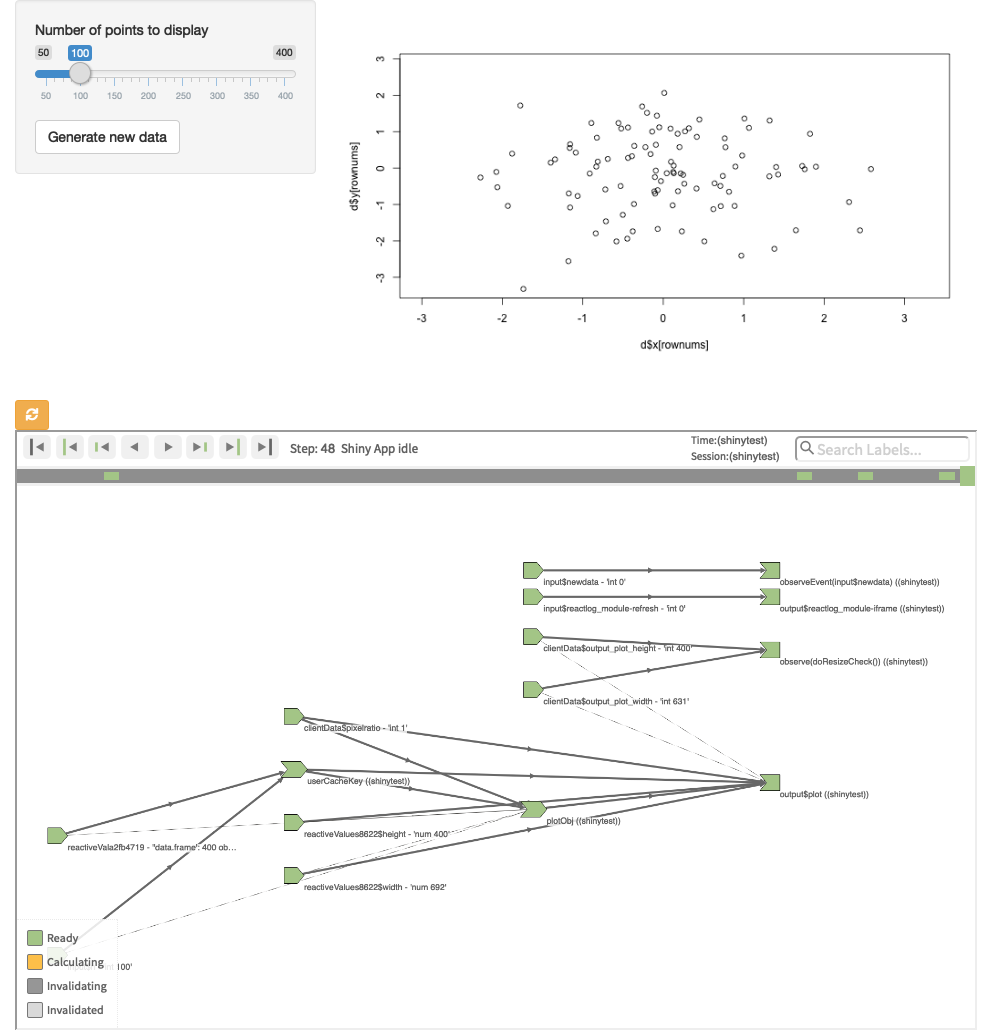 Number of points to display
50 100 400
50 100 150 200 250 300 350 400
Generate new data
3
2
1
0
-1
-2
-3
d$y[rownums]
-3 -2 -1 0 1 2 3
d$x[rownums]
Step: 48 Shiny App idle
Time:(shinytest)
Session:(shinytest)
Search Labels...
input$newdata - 'int 0'
observeEvent(input$newdata) ((shinytest))
input$reactlog_module-refresh - 'int 0'
output$reactlog_module-iframe ((shinytest))
clientData$output_plot_height - 'int 400'
observe(doResizeCheck()) ((shinytest))
clientData$output_plot_width - 'int 631'
clientData$pixelratio - 'int 1'
userCacheKey ((shinytest))
output$plot ((shinytest))
plotObj ((shinytest))
reactiveValues8622$height - 'num 400'
reactiveVala2fb4719 - "data.frame': 400 ob...
reactiveValues8622$width - 'num 692'
Ready
Calculating
100'
Invalidating
Invalidated